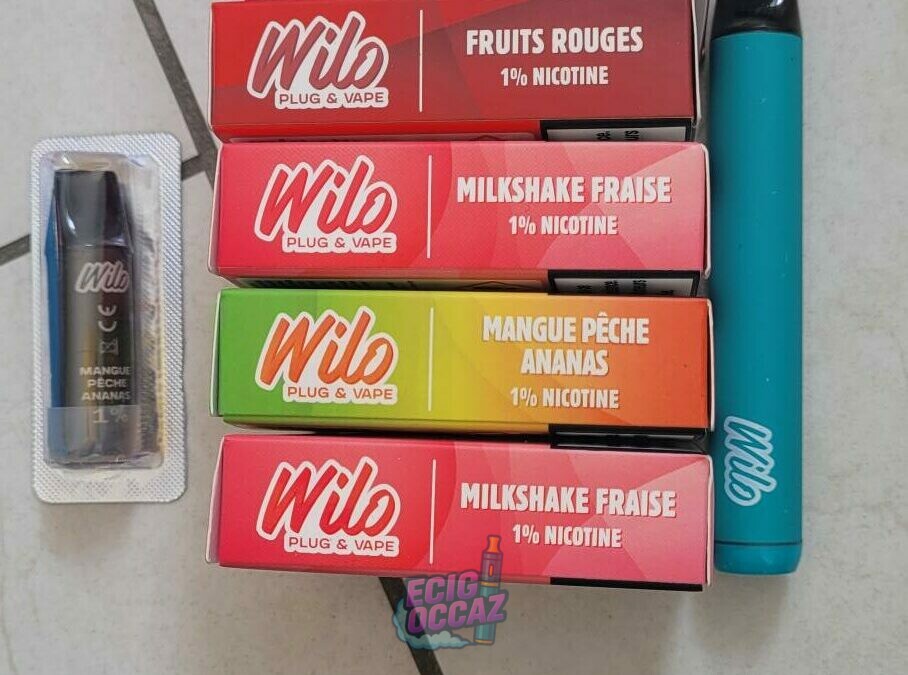 Wilo
PLUG & VAPE
FRUITS ROUGES
1% NICOTINE
Wilo
PLUG & VAPE
MILKSHAKE FRAISE
1% NICOTINE
Wilo
PLUG & VAPE
MANGUE PÊCHE
ANANAS
1% NICOTINE
Wilo
PLUG & VAPE
MILKSHAKE FRAISE
1% NICOTINE
Wilo
CE
MANGUE
PÊCHE
ANANAS
1%
Wilo
ECIG
OCCAZ